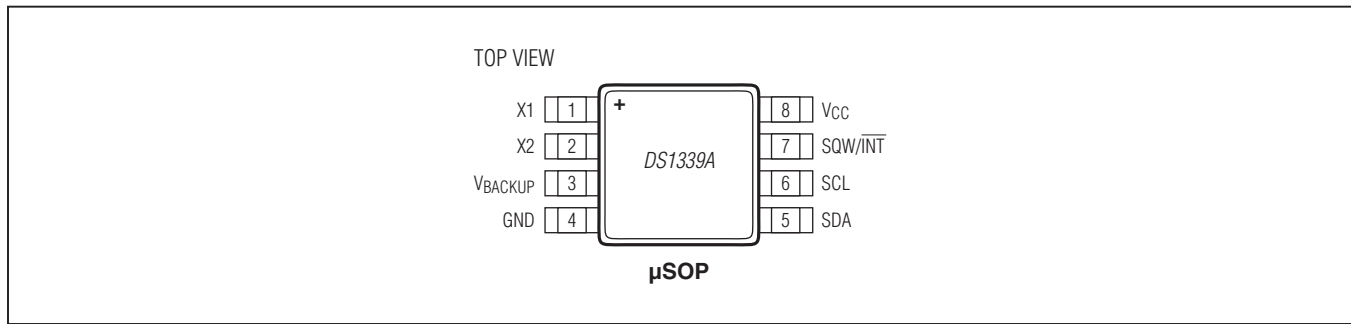 TOP VIEW
X1 1 + 8 VCC
X2 2 DS1339A 7 SQW/I̅N̅T̅
VBACKUP 3 6 SCL
GND 4 5 SDA
µSOP